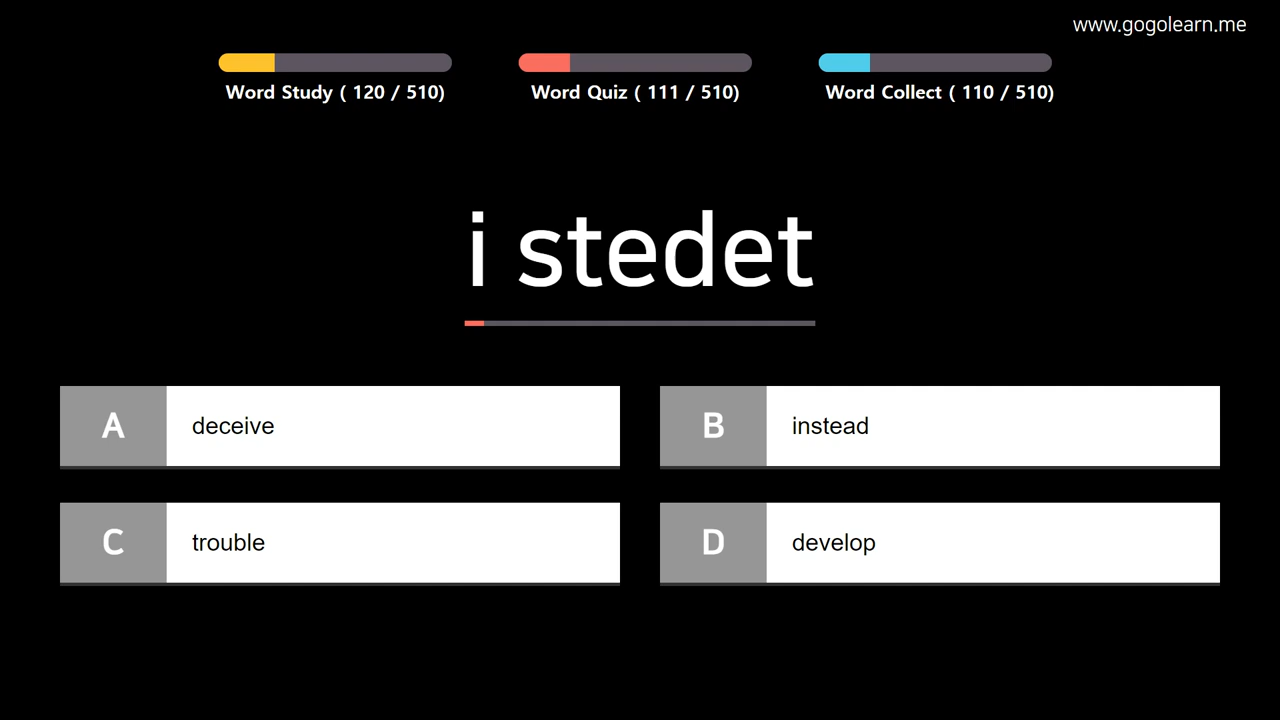 www.gogolearn.me
Word Study ( 120 / 510)
Word Quiz ( 111 / 510)
Word Collect ( 110 / 510)
i stedet
A
deceive
B
instead
C
trouble
D
develop